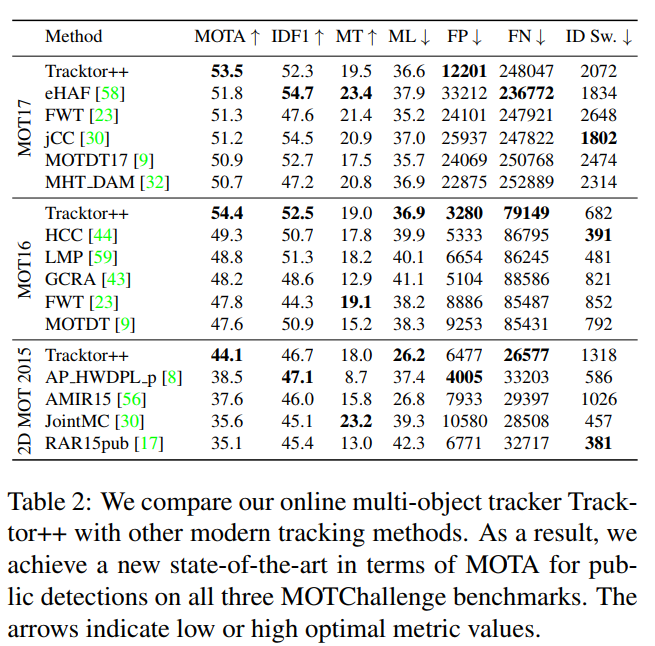 Method MOTA ↑ IDF1 ↑ MT ↑ ML ↓ FP ↓ FN ↓ ID Sw. ↓
MOT17
Tracktor++ 53.5 52.3 19.5 36.6 12201 248047 2072
eHAF [58] 51.8 54.7 23.4 37.9 33212 236772 1834
FWT [23] 51.3 47.6 21.4 35.2 24101 247921 2648
jCC [30] 51.2 54.5 20.9 37.0 25937 247822 1802
MOTDT17 [9] 50.9 52.7 17.5 35.7 24069 250768 2474
MHT_DAM [32] 50.7 47.2 20.8 36.9 22875 252889 2314
MOT16
Tracktor++ 54.4 52.5 19.0 36.9 3280 79149 682
HCC [44] 49.3 50.7 17.8 39.9 5333 86795 391
LMP [59] 48.8 51.3 18.2 40.1 6654 86245 481
GCRA [43] 48.2 48.6 12.9 41.1 5104 88586 821
FWT [23] 47.8 44.3 19.1 38.2 8886 85487 852
MOTDT [9] 47.6 50.9 15.2 38.3 9253 85431 792
2D MOT 2015
Tracktor++ 44.1 46.7 18.0 26.2 6477 26577 1318
AP_HWDPL_p [8] 38.5 47.1 8.7 37.4 4005 33203 586
AMIR15 [56] 37.6 46.0 15.8 26.8 7933 29397 1026
JointMC [30] 35.6 45.1 23.2 39.3 10580 28508 457
RAR15pub [17] 35.1 45.4 13.0 42.3 6771 32717 381
Table 2: We compare our online multi-object tracker Track-
tor++ with other modern tracking methods. As a result, we
achieve a new state-of-the-art in terms of MOTA for pub-
lic detections on all three MOTChallenge benchmarks. The
arrows indicate low or high optimal metric values.